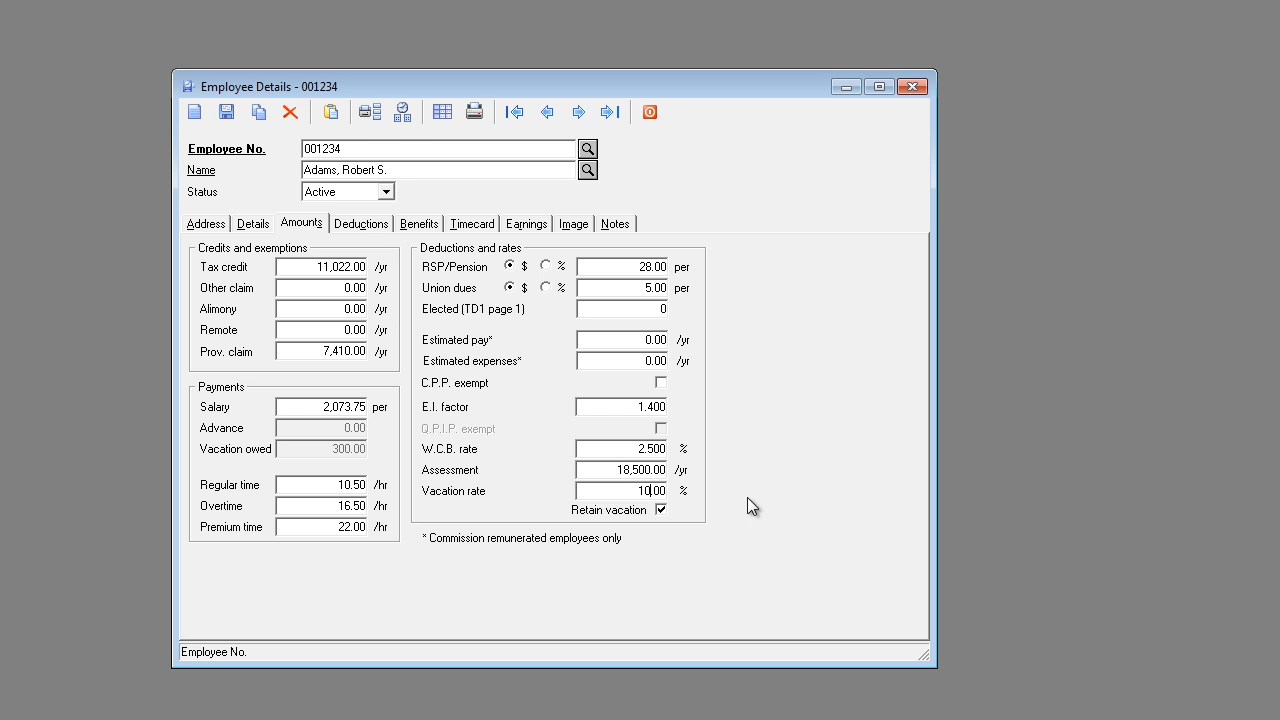 Employee Details - 001234
Employee No. 001234
Name Adams, Robert S.
Status Active
Address Details Amounts Deductions Benefits Timecard Earnings Image Notes
Credits and exemptions
Tax credit 11,022.00 /yr
Other claim 0.00 /yr
Alimony 0.00 /yr
Remote 0.00 /yr
Prov. claim 7,410.00 /yr
Payments
Salary 2,073.75 per
Advance 0.00
Vacation owed 300.00
Regular time 10.50 /hr
Overtime 16.50 /hr
Premium time 22.00 /hr
Deductions and rates
RSP/Pension $ % 28.00 per
Union dues $ % 5.00 per
Elected (TD1 page 1) 0
Estimated pay* 0.00 /yr
Estimated expenses* 0.00 /yr
C.P.P. exempt
E.I. factor 1.400
Q.P.I.P. exempt
W.C.B. rate 2.500 %
Assessment 18,500.00 /yr
Vacation rate 10.00 %
Retain vacation
* Commission remunerated employees only
Employee No.